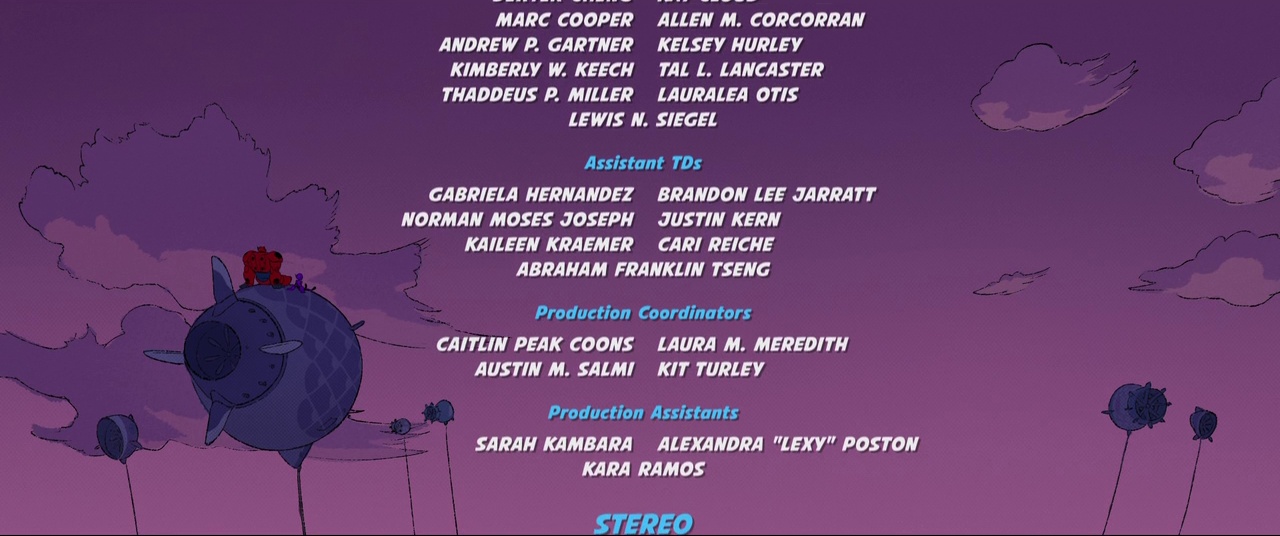 MARC COOPER ALLEN M. CORCORRAN
ANDREW P. GARTNER KELSEY HURLEY
KIMBERLY W. KEECH TAL L. LANCASTER
THADDEUS P. MILLER LAURALEA OTIS
LEWIS N. SIEGEL
Assistant TDs
GABRIELA HERNANDEZ BRANDON LEE JARRATT
NORMAN MOSES JOSEPH JUSTIN KERN
KAILEEN KRAEMER CARI REICHE
ABRAHAM FRANKLIN TSENG
Production Coordinators
CAITLIN PEAK COONS LAURA M. MEREDITH
AUSTIN M. SALMI KIT TURLEY
Production Assistants
SARAH KAMBARA ALEXANDRA "LEXY" POSTON
KARA RAMOS
STEREO